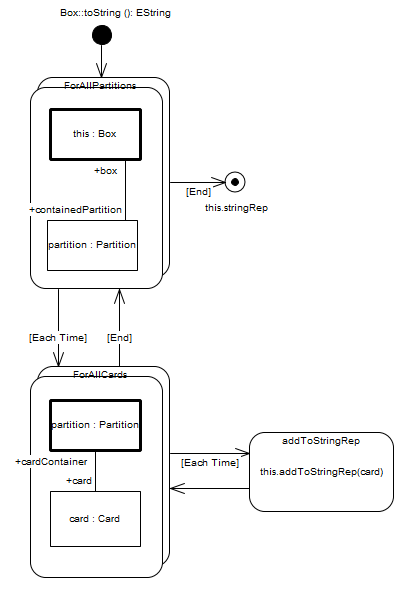 Box::toString (): EString
ForAllPartitions
this : Box
+box
[End]
this.stringRep
+containedPartition
partition : Partition
[Each Time]
[End]
ForAllCards
partition : Partition
+cardContainer
[Each Time]
+card
card : Card
addToStringRep
this.addToStringRep(card)